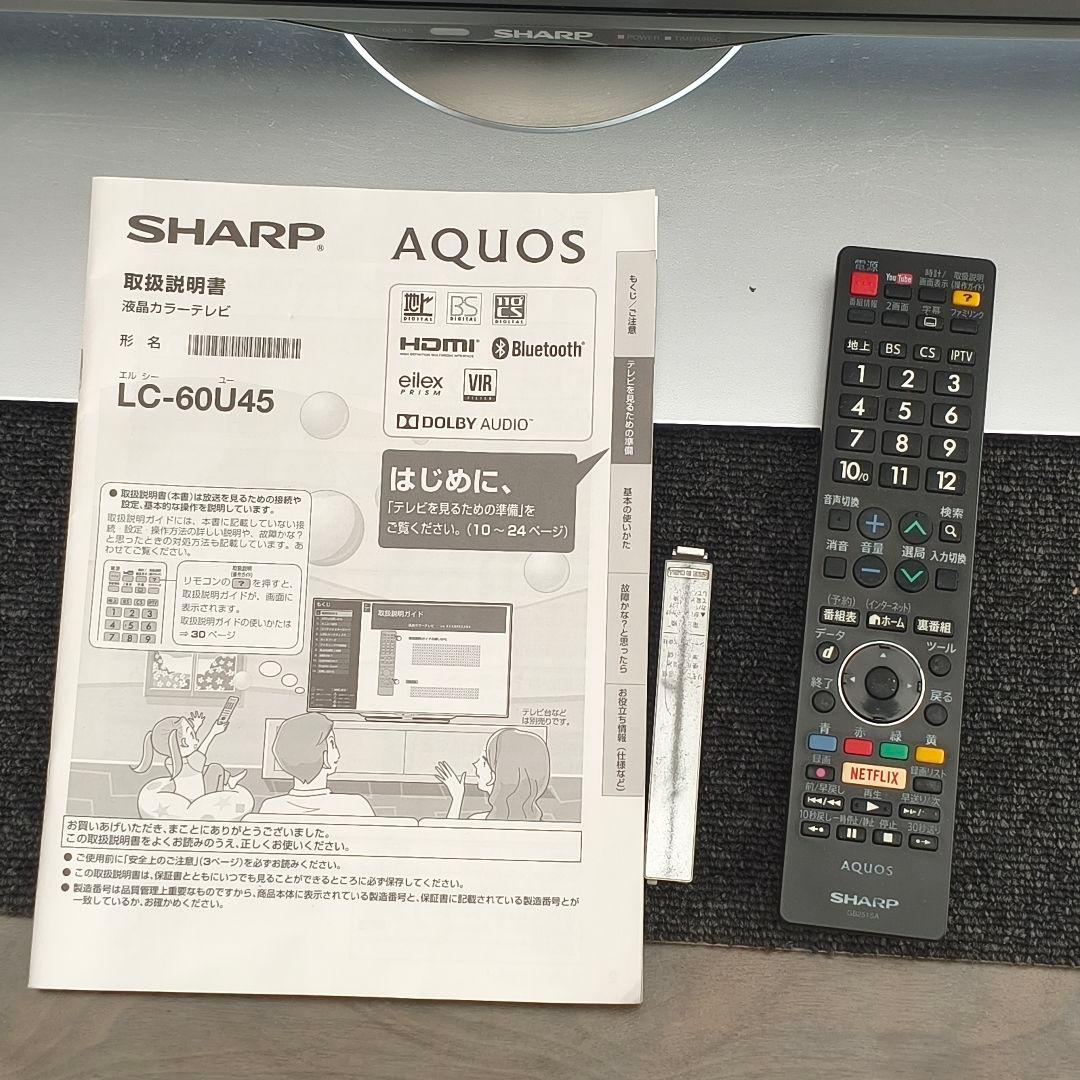 SHARP
POWER
TIMER/REC
SHARP®
AQUOS
取扱説明書
液晶カラーテレビ
形 名
エル シー ユー
LC-60U45
地上 DIGITAL
BS DIGITAL
110 CS DIGITAL
HDMI®
HIGH DEFINITION MULTIMEDIA INTERFACE
Bluetooth®
eilex PRISM
VIR FILTER
DOLBY AUDIO™
はじめに、
「テレビを見るための準備」を
ご覧ください。(10 ~ 24 ページ)
もくじ/ご注意
テレビを見るための準備
基本の使いかた
故障かな?と思ったら
お役立ち情報(仕様など)
● 取扱説明書(本書)は放送を見るための接続や
設定、基本的な操作を説明しています。
取扱説明ガイドには、本書に記載していない接
続・設定・操作方法の詳しい説明や、故障かな?
と思ったときの対処方法も記載しています。あ
わせてご覧ください。
リモコンの ? を押すと、
取扱説明ガイドが、画面に
表示されます。
取扱説明ガイドの使いかたは
⇒ 30 ページ
1 2 3
4 5 6
7 8 9
もくじ
取扱説明ガイド
テレビ台など
は別売りです。
お買いあげいただき、まことにありがとうございました。
この取扱説明書をよくお読みのうえ、正しくお使いください。
● ご使用前に「安全上のご注意」(3ページ)を必ずお読みください。
● この取扱説明書は、保証書とともにいつでも見ることができるところに必ず保存してください。
● 製造番号は品質管理上重要なものですから、商品本体に表示されている製造番号と、保証書に記載されている製造番号とが
一致しているか、お確かめください。
電源
YouTube
時計/
画面表示
取扱説明
(操作ガイド)
?
番組情報
2画面
字幕
ファミリンク
地上 BS CS IPTV
1 2 3
4 5 6
7 8 9
10/0 11 12
音声切換
検索
+
消音
音量
選局
入力切換
−
(予約)
(インターネット)
番組表
ホーム
裏番組
データ
d
ツール
終了
戻る
青 赤 緑 黄
録画
NETFLIX
録画リスト
前/早戻し
再生
早送り/次
10秒戻し
一時停止/静止
停止
30秒送り
AQUOS
SHARP
GB251SA